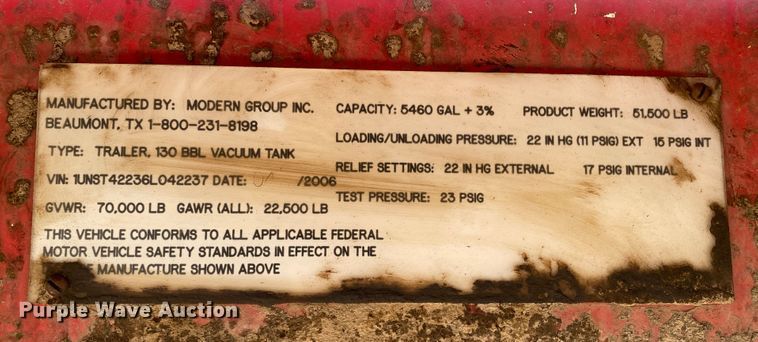 MANUFACTURED BY: MODERN GROUP INC.
BEAUMONT, TX 1-800-231-8198
TYPE: TRAILER, 130 BBL VACUUM TANK
VIN: 1UNST42236L042237 DATE: /2006
GVWR: 70,000 LB GAWR (ALL): 22,500 LB
THIS VEHICLE CONFORMS TO ALL APPLICABLE FEDERAL
MOTOR VEHICLE SAFETY STANDARDS IN EFFECT ON THE
MANUFACTURE SHOWN ABOVE
CAPACITY: 5460 GAL + 3% PRODUCT WEIGHT: 51,500 LB
LOADING/UNLOADING PRESSURE: 22 IN HG (11 PSIG) EXT 15 PSIG INT
RELIEF SETTINGS: 22 IN HG EXTERNAL 17 PSIG INTERNAL
TEST PRESSURE: 23 PSIG
Purple Wave Auction